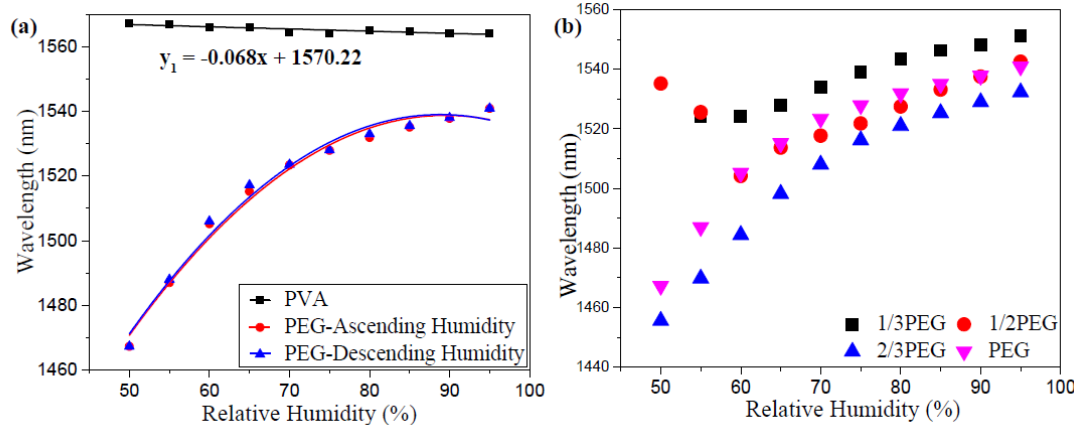 (a)
y₁ = -0.068x + 1570.22
1560
1540
1520
1500
1480
1460
Wavelength (nm)
PVA
PEG-Ascending Humidity
PEG-Descending Humidity
50 60 70 80 90 100
Relative Humidity (%)
(b)
1560
1540
1520
1500
1480
1460
1440
Wavelength (nm)
1/3PEG 1/2PEG
2/3PEG PEG
50 60 70 80 90 100
Relative Humidity (%)